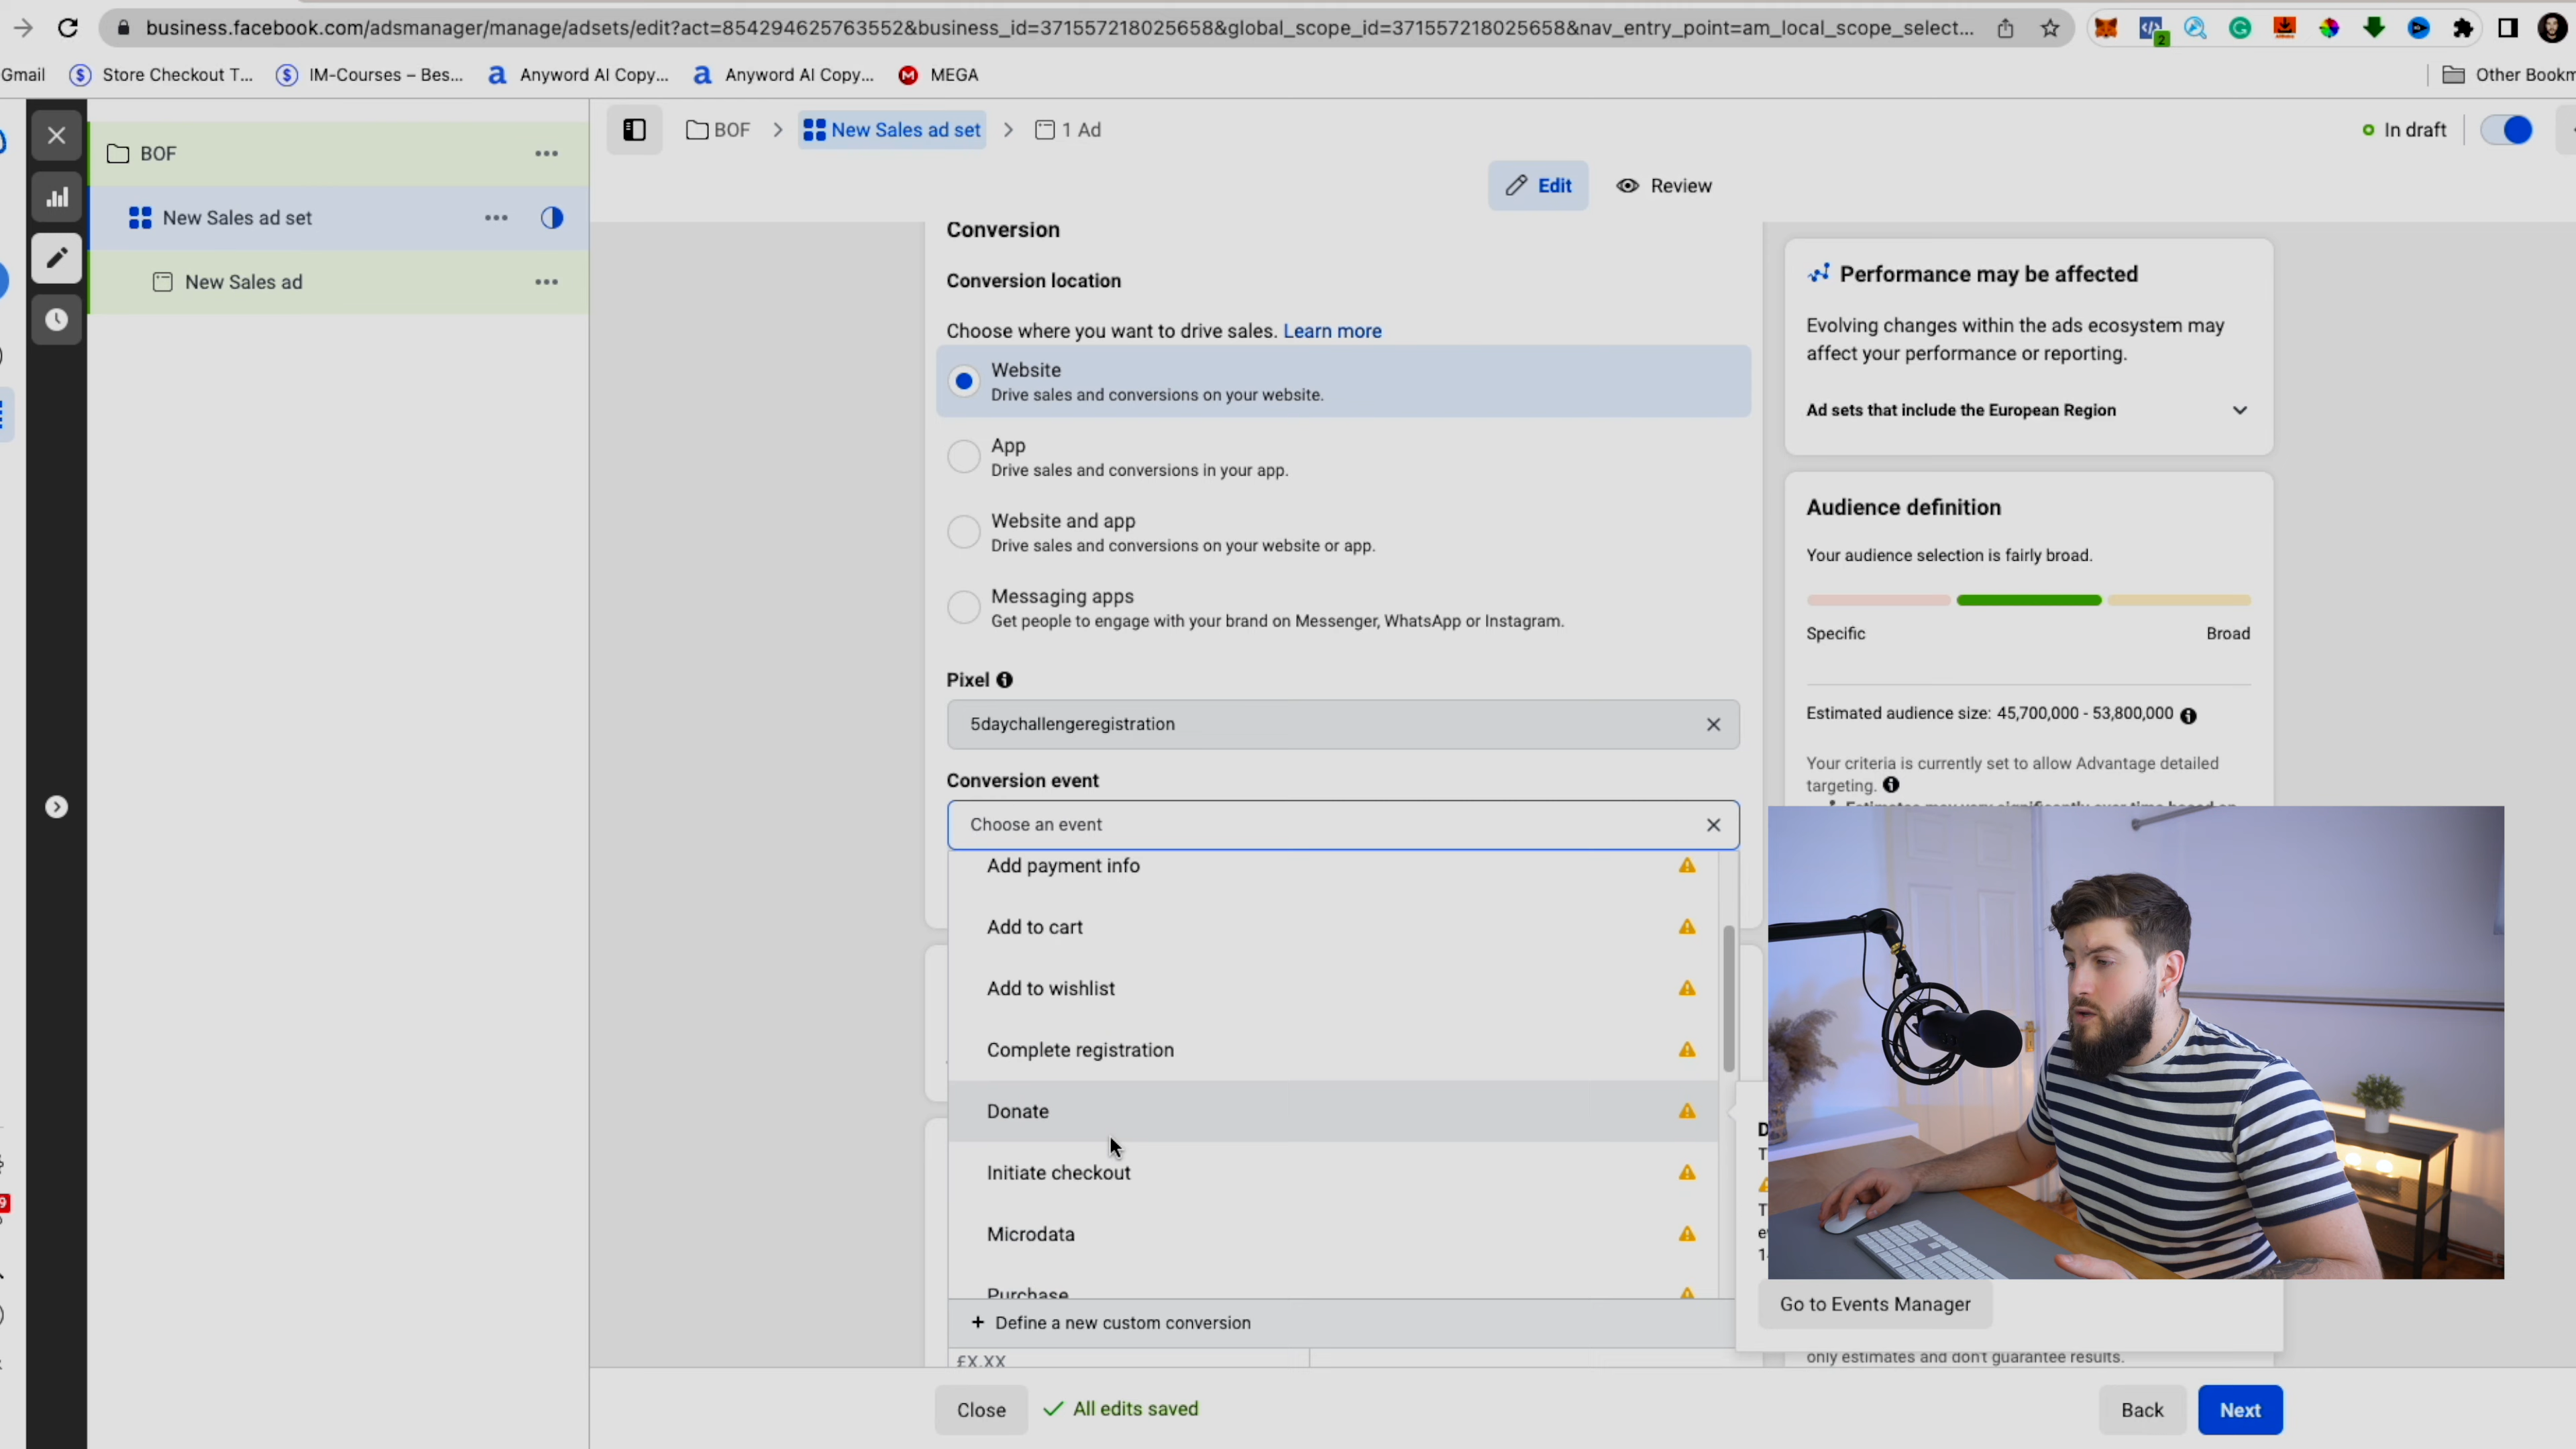 business.facebook.com/adsmanager/manage/adsets/edit?act=854294625763552&business_id=371557218025658&global_scope_id=371557218025658&nav_entry_point=am_local_scope_select...
2
Gmail
Store Checkout T...
IM-Courses – Bes...
Anyword AI Copy...
Anyword AI Copy...
MEGA
Other Bookm
BOF
New Sales ad set
New Sales ad
BOF
New Sales ad set
1 Ad
In draft
Edit
Review
Conversion
Conversion location
Choose where you want to drive sales. Learn more
Website
Drive sales and conversions on your website.
App
Drive sales and conversions in your app.
Website and app
Drive sales and conversions on your website or app.
Messaging apps
Get people to engage with your brand on Messenger, WhatsApp or Instagram.
Pixel
5daychallengeregistration
Conversion event
Choose an event
Add payment info
Add to cart
Add to wishlist
Complete registration
Donate
Initiate checkout
Microdata
Purchase
+ Define a new custom conversion
£X.XX
Performance may be affected
Evolving changes within the ads ecosystem may
affect your performance or reporting.
Ad sets that include the European Region
Audience definition
Your audience selection is fairly broad.
Specific
Broad
Estimated audience size: 45,700,000 - 53,800,000
Your criteria is currently set to allow Advantage detailed
targeting.
Estimates may vary significantly over time based on
Go to Events Manager
only estimates and don't guarantee results.
Close
All edits saved
Back
Next